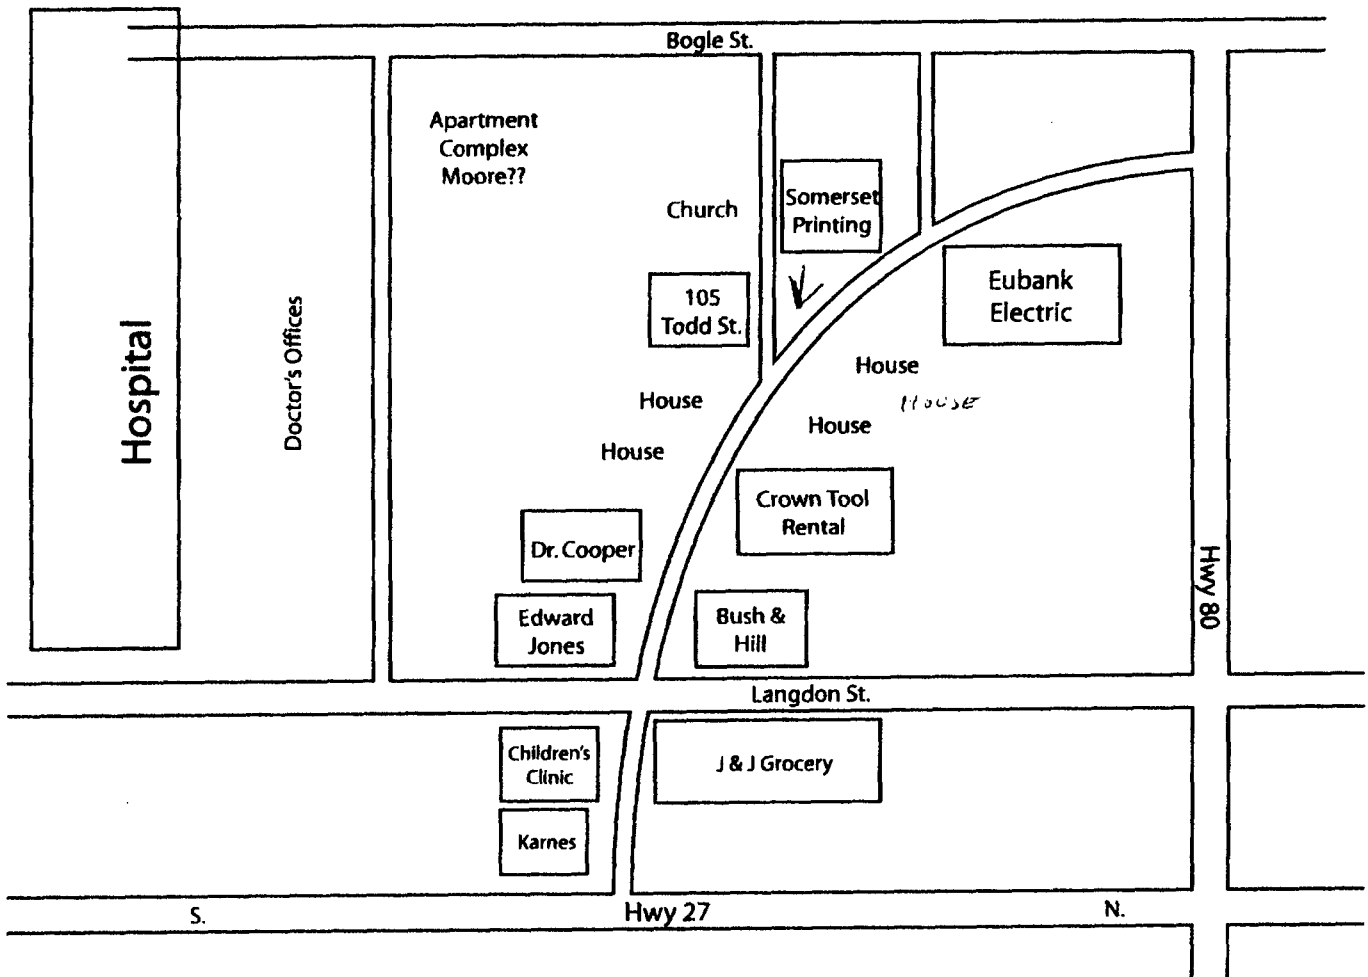 Bogle St.
Apartment
Complex
Moore??
Church
Somerset
Printing
105
Todd St.
Eubank
Electric
Hospital
Doctor's Offices
House
House
House
House
House
Crown Tool
Rental
Dr. Cooper
Edward
Jones
Bush &
Hill
Hwy 80
Langdon St.
Children's
Clinic
J & J Grocery
Karnes
S.
Hwy 27
N.